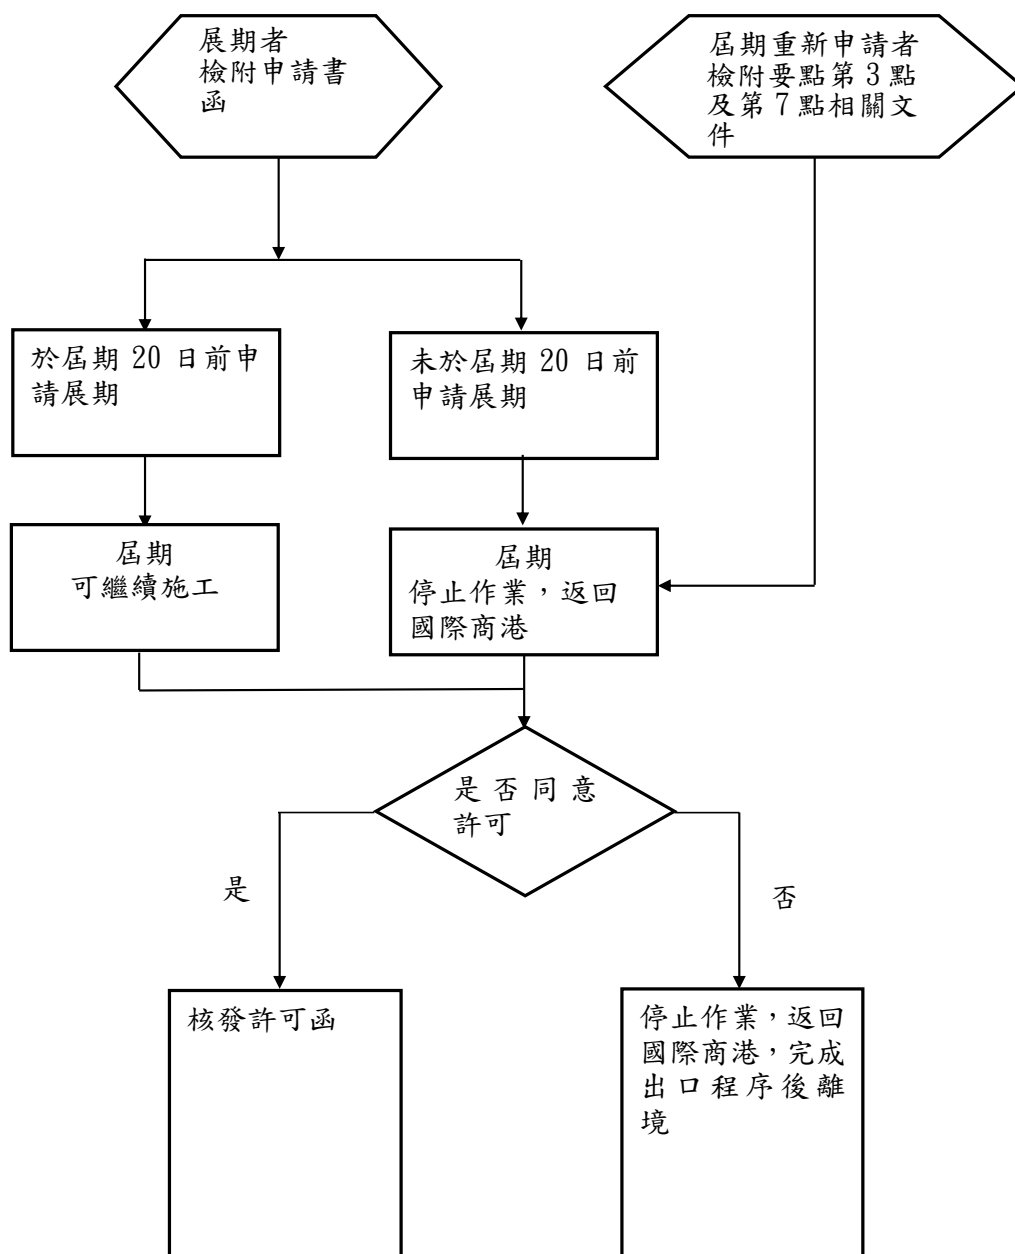 展期者
檢附申請書
函
屆期重新申請者
檢附要點第 3 點
及第 7 點相關文
件
於屆期 20 日前申
請展期
未於屆期 20 日前
申請展期
屆期
可繼續施工
屆期
停止作業，返回
國際商港
是否同意
許可
是
否
核發許可函
停止作業，返回
國際商港，完成
出口程序後離
境